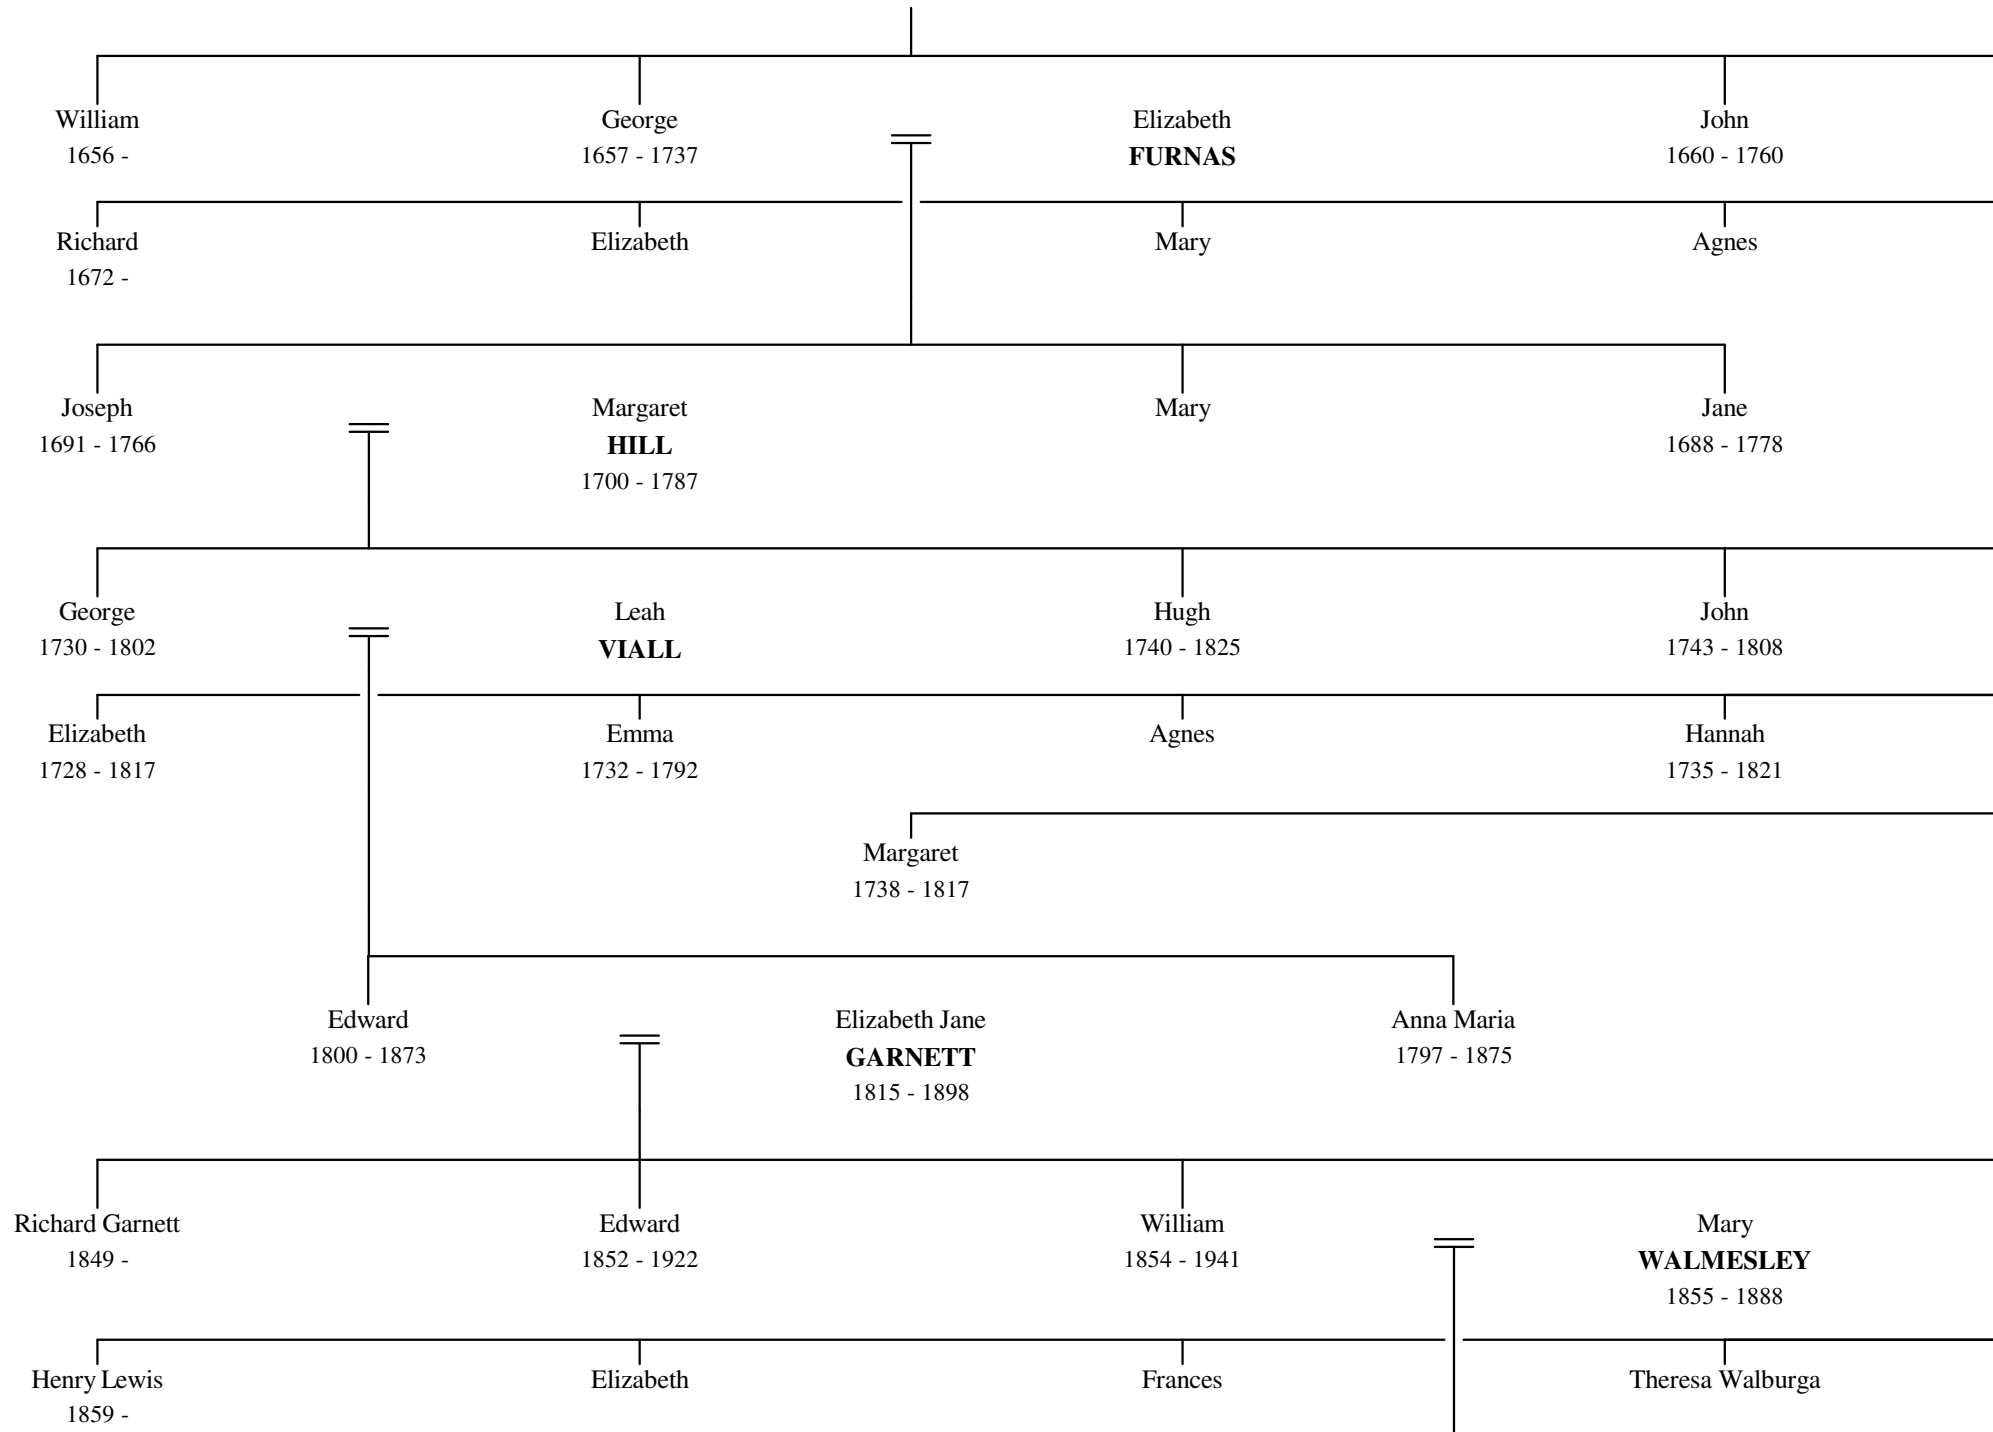 William
1656 -
George
1657 - 1737
Elizabeth
FURNAS
John
1660 - 1760
Richard
1672 -
Elizabeth
Mary
Agnes
Joseph
1691 - 1766
Margaret
HILL
1700 - 1787
Mary
Jane
1688 - 1778
George
1730 - 1802
Leah
VIALL
Hugh
1740 - 1825
John
1743 - 1808
Elizabeth
1728 - 1817
Emma
1732 - 1792
Agnes
Hannah
1735 - 1821
Margaret
1738 - 1817
Edward
1800 - 1873
Elizabeth Jane
GARNETT
1815 - 1898
Anna Maria
1797 - 1875
Richard Garnett
1849 -
Edward
1852 - 1922
William
1854 - 1941
Mary
WALMESLEY
1855 - 1888
Henry Lewis
1859 -
Elizabeth
Frances
Theresa Walburga